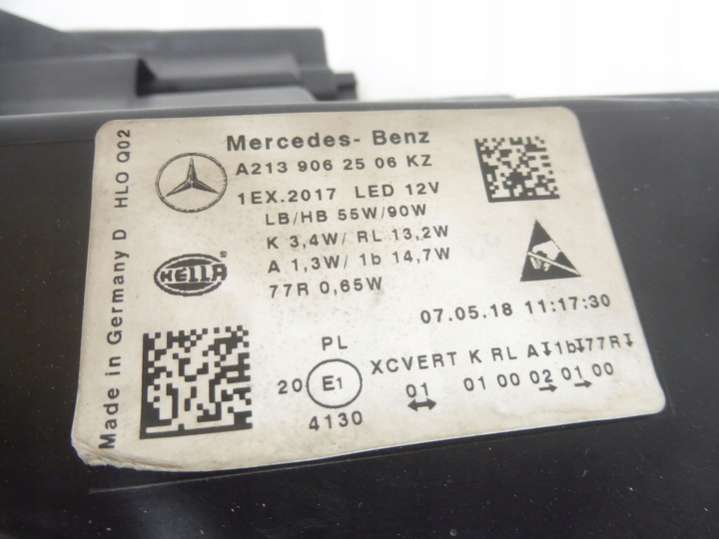 Mercedes- Benz
A213 906 25 06 KZ
1EX.2017 LED 12V
LB/HB 55W/90W
K 3,4W/ RL 13,2W
A 1,3W/ 1b 14,7W
77R 0,65W
HELLA
07.05.18 11:17:30
PL
XCVERT K RL A 1b 77R
20 E1
01 01 00 02 01 00
4130
Made in Germany D HLO Q02